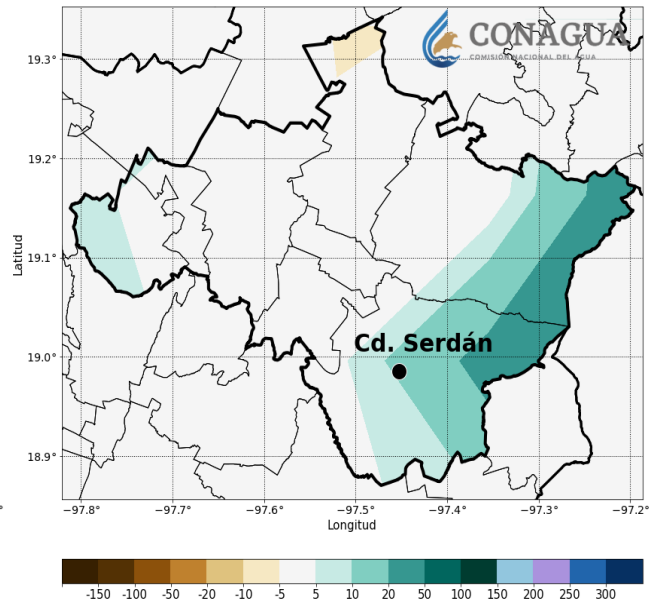 CONAGUA
COMISIÓN NACIONAL DEL AGUA
19.3°
19.2°
19.1°
19.0°
18.9°
Latitud
Cd. Serdán
°
−97.8° −97.7° −97.6° −97.5° −97.4° −97.3° −97.2°
Longitud
-150 -100 -50 -20 -10 -5 5 10 20 50 100 150 200 250 300